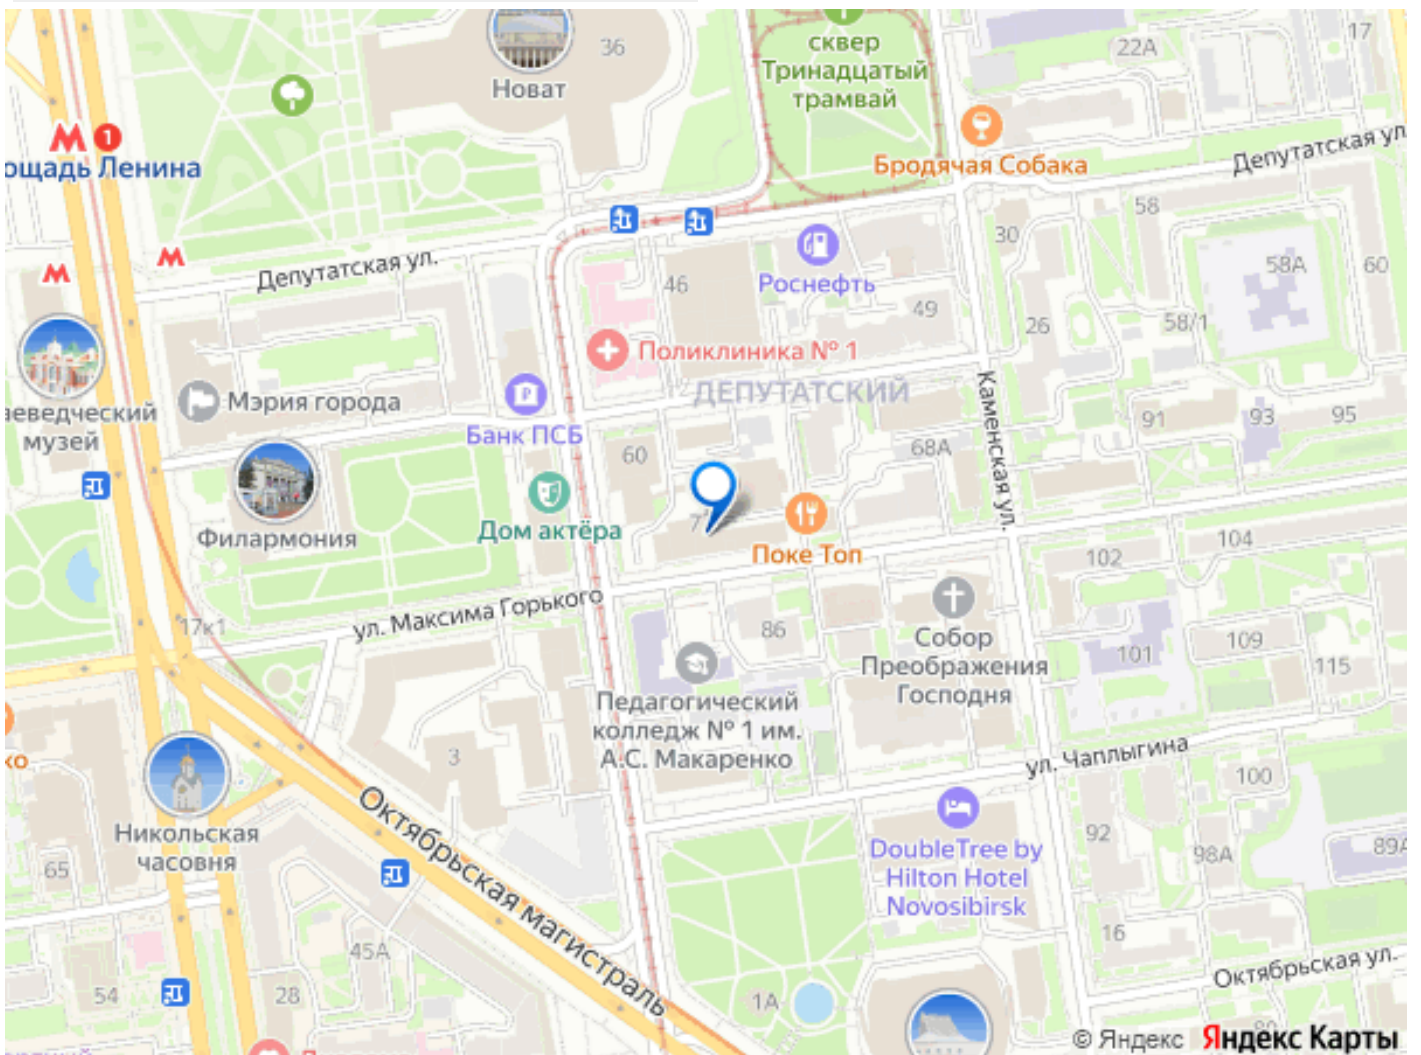 36
Новат
сквер
Тринадцатый
трамвай
22А
17
1
ощадь Ленина
Бродячая Собака
Депутатская ул
58
30
Депутатская ул.
46
Роснефть
58А
60
49
26
58/1
Поликлиника № 1
ДЕПУТАТСКИЙ
Каменская ул.
Мэрия города
аеведческий
музей
Банк ПСБ
91
93
95
60
68А
Филармония
Дом актёра
7
Поке Топ
102
104
17к1
ул. Максима Горького
86
Собор
Преображения
Господня
101
109
115
Педагогический
колледж № 1 им.
А.С. Макаренко
3
ко
ул. Чаплыгина
100
Никольская
часовня
Октябрьская магистраль
DoubleTree by
Hilton Hotel
Novosibirsk
92
98А
89А
65
16
45А
Октябрьская ул.
54
28
1А
© Яндекс Яндекс Карты